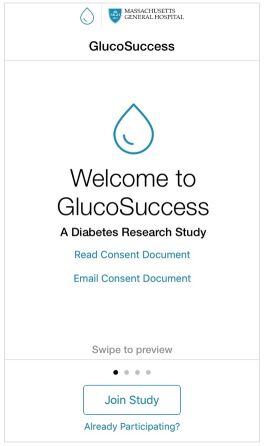 MASSACHUSETTS
GENERAL HOSPITAL
GlucoSuccess
Welcome to
GlucoSuccess
A Diabetes Research Study
Read Consent Document
Email Consent Document
Swipe to preview
Join Study
Already Participating?